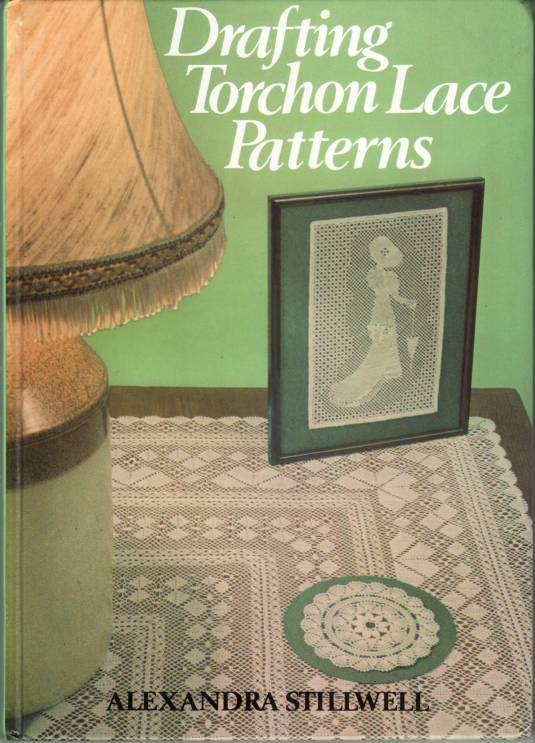 Drafting
Torchon Lace
Patterns
ALEXANDRA STILLWELL